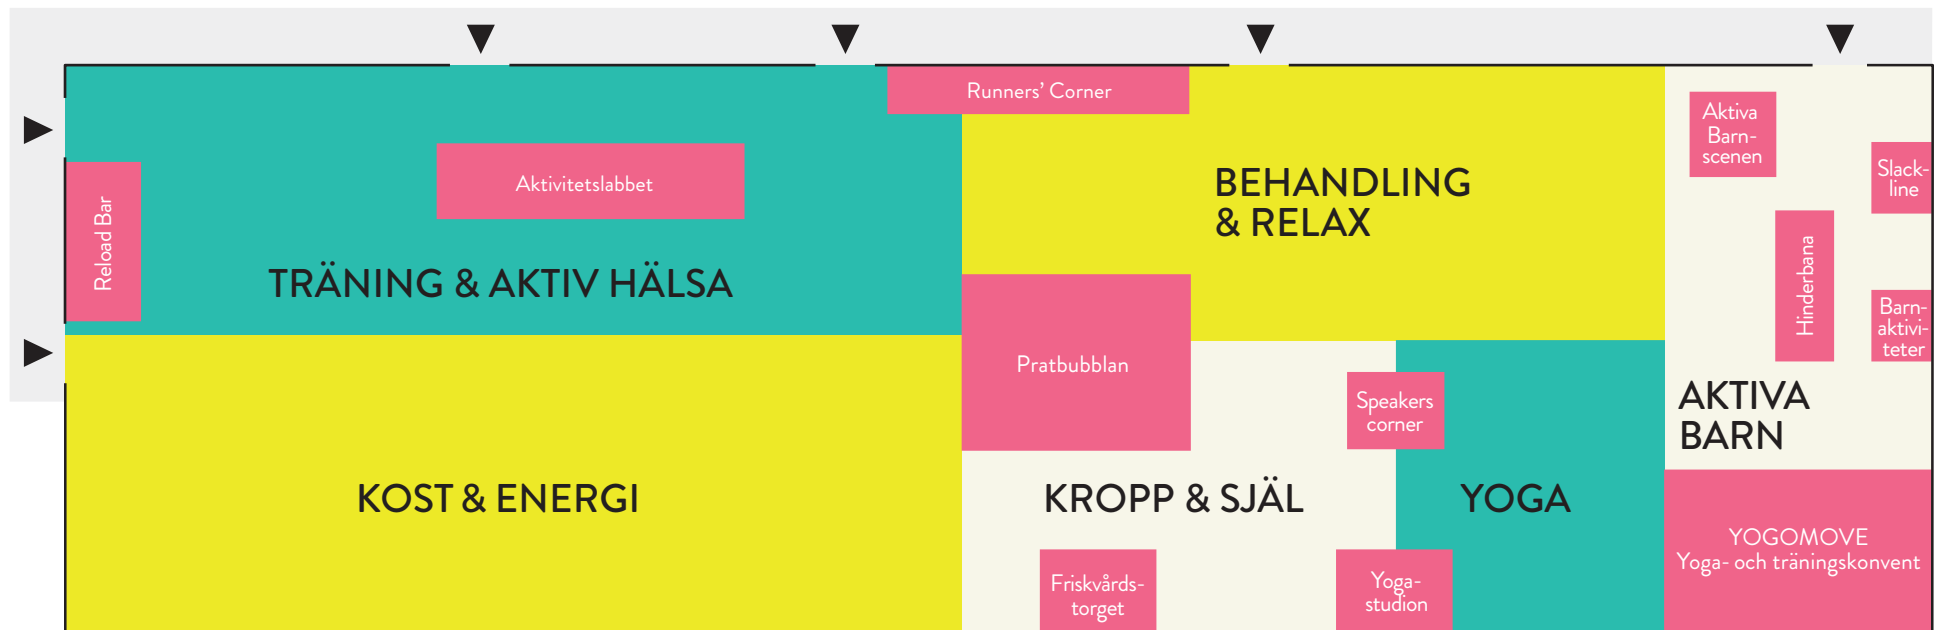 Runners’ Corner
Reload Bar
Aktivitetslabbet
TRÄNING & AKTIV HÄLSA
BEHANDLING
& RELAX
Aktiva
Barn-
scenen
Slack-
line
Hinderbana
Barn-
aktivi-
teter
Pratbubblan
Speakers
corner
AKTIVA
BARN
KOST & ENERGI
KROPP & SJÄL
YOGA
YOGOMOVE
Yoga- och träningskonvent
Friskvårds-
torget
Yoga-
studion